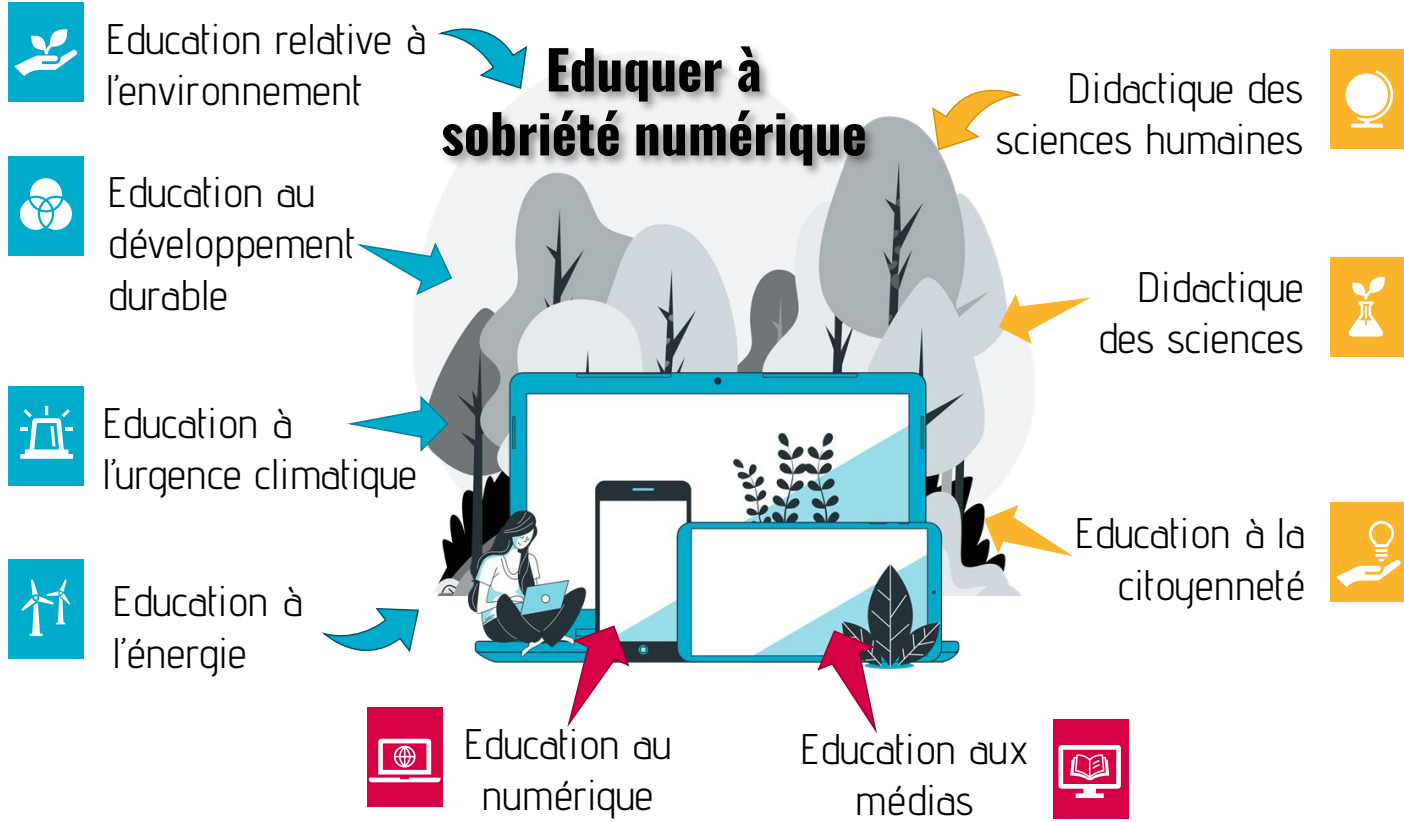 Eduquer à
sobriété numérique
Education relative à
l'environnement
Education au
développement
durable
Education à
l'urgence climatique
Education à
l'énergie
Didactique des
sciences humaines
Didactique
des sciences
Education à la
citoyenneté
Education au
numérique
Education aux
médias